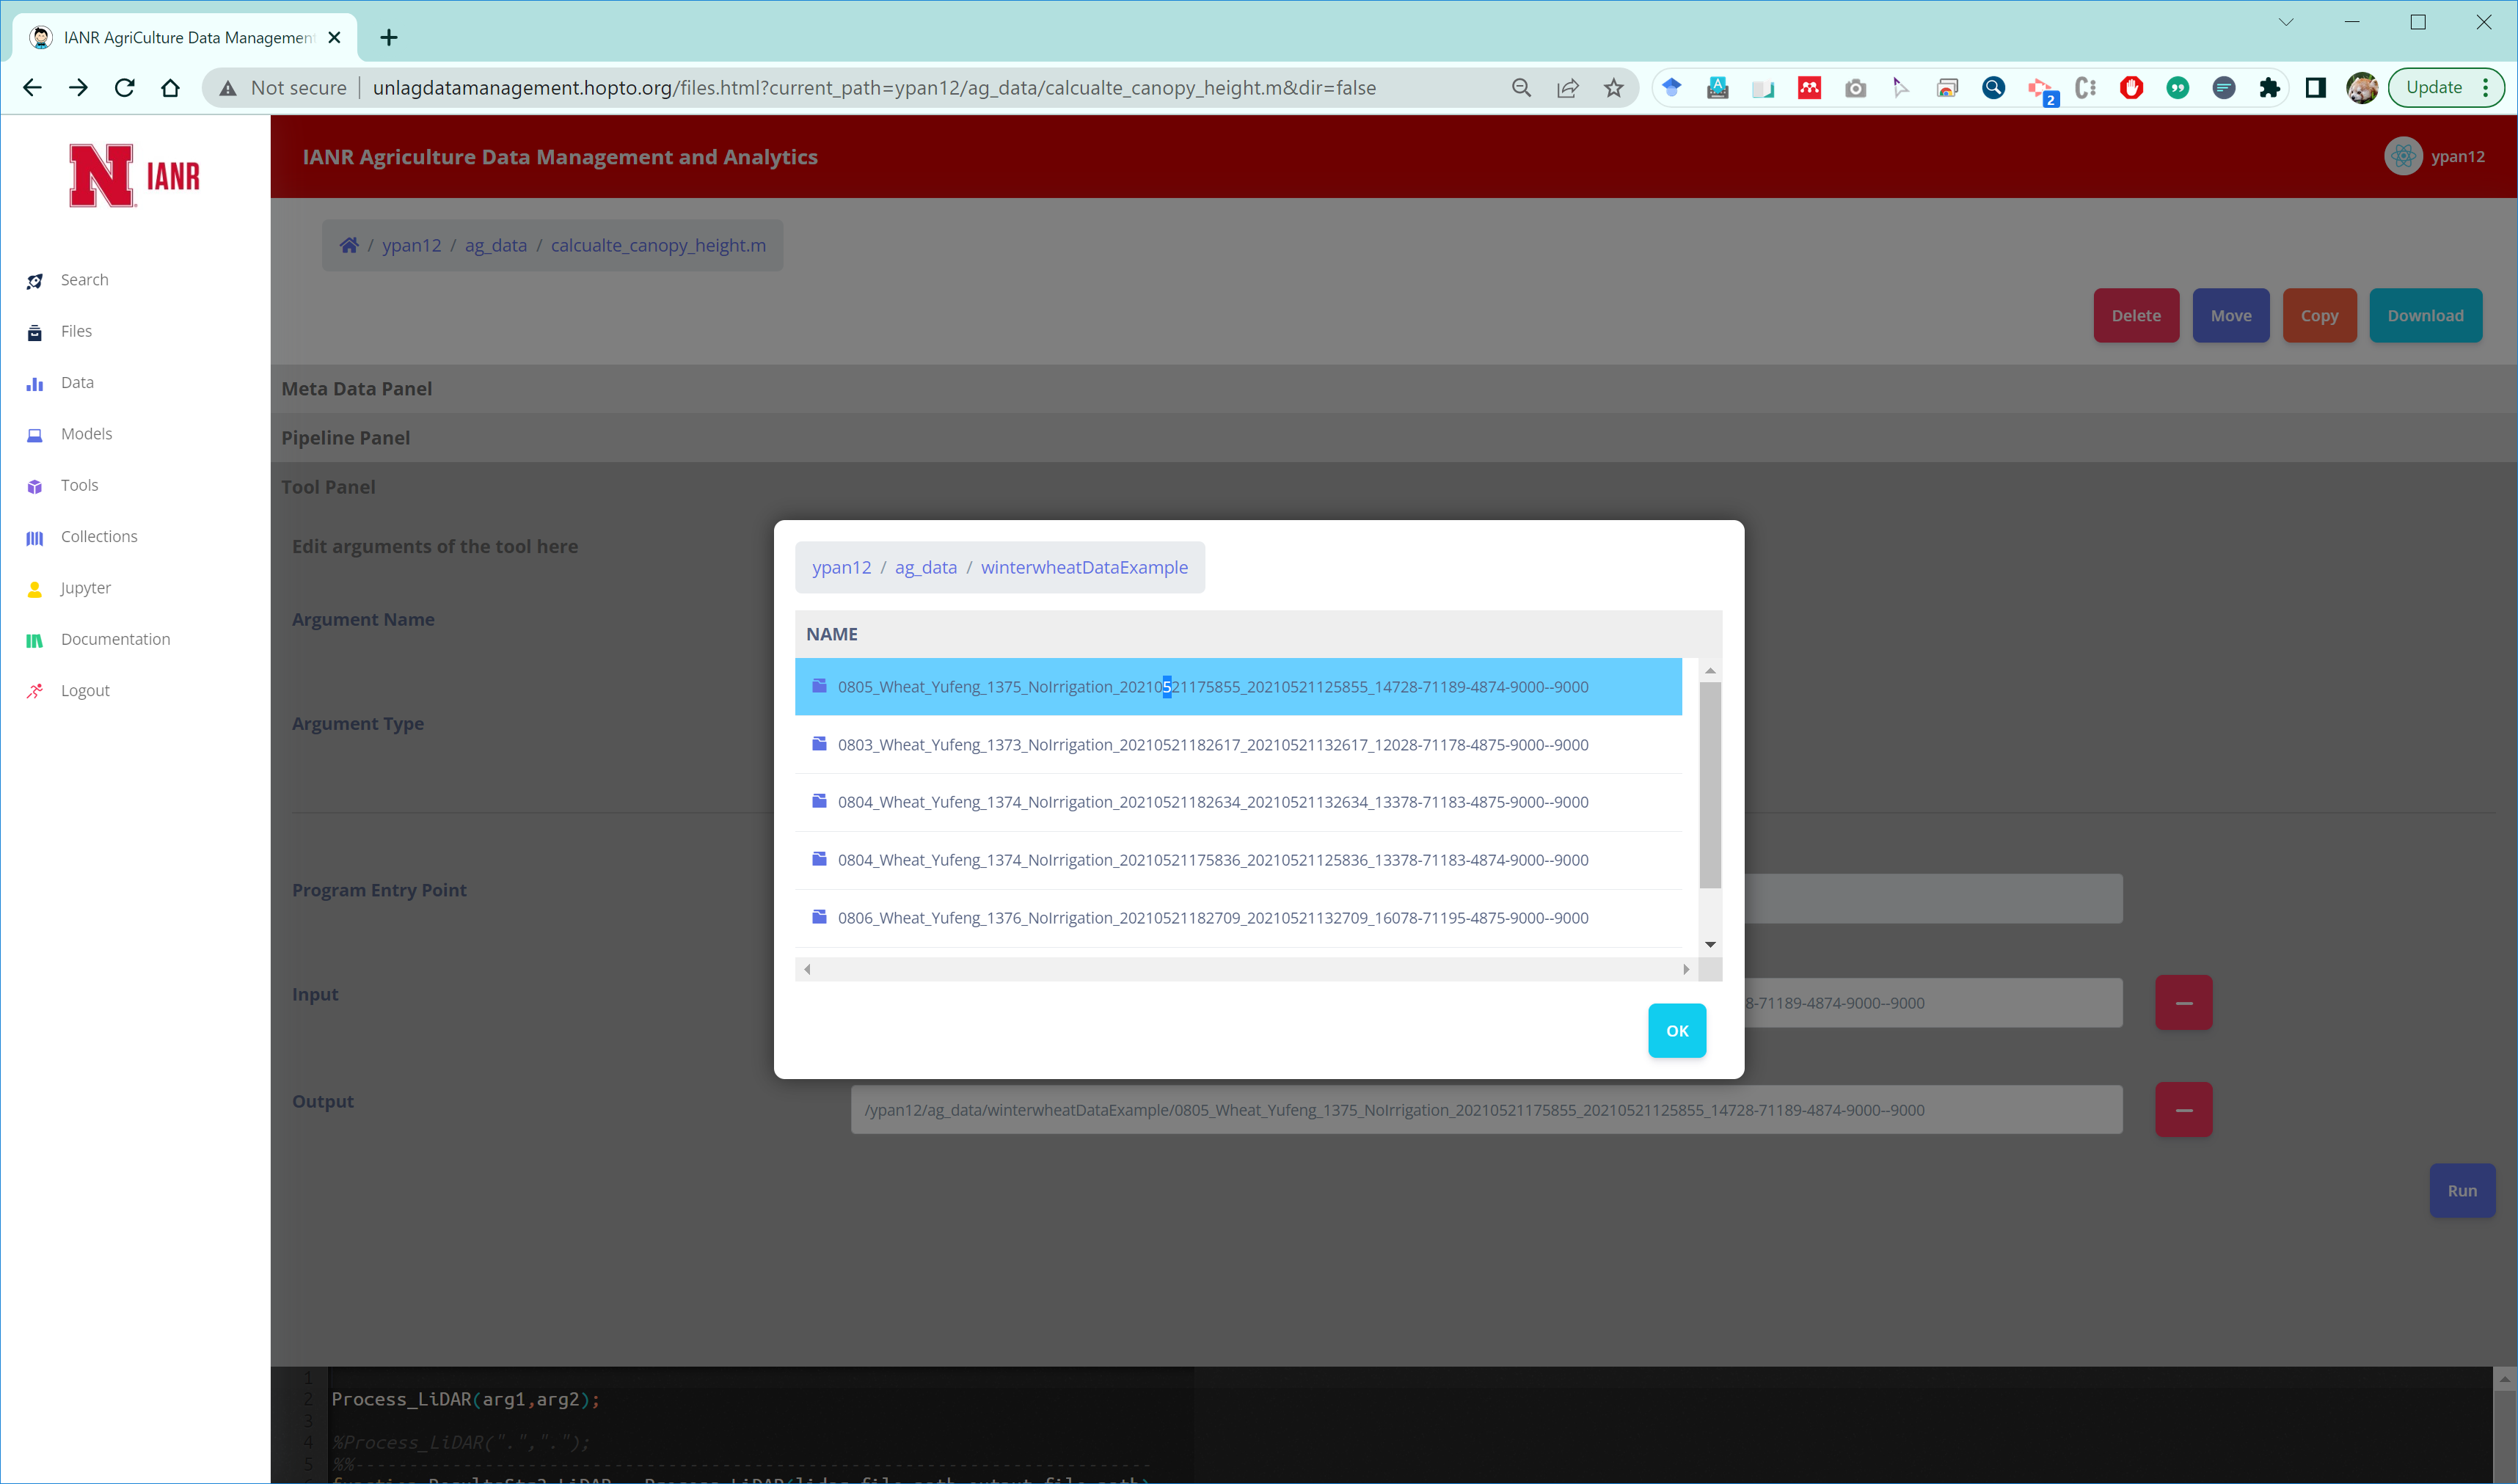 IANR AgriCulture Data Management
Not secure
unlagdatamanagement.hopto.org/files.html?current_path=ypan12/ag_data/calcualte_canopy_height.m&dir=false
2
Update
N IANR
IANR Agriculture Data Management and Analytics
ypan12
/ ypan12 / ag_data / calcualte_canopy_height.m
Search
Files
Data
Models
Tools
Collections
Jupyter
Documentation
Logout
Delete
Move
Copy
Download
Meta Data Panel
Pipeline Panel
Tool Panel
Edit arguments of the tool here
Argument Name
Argument Type
ypan12 / ag_data / winterwheatDataExample
NAME
0805_Wheat_Yufeng_1375_NoIrrigation_20210521175855_20210521125855_14728-71189-4874-9000--9000
0803_Wheat_Yufeng_1373_NoIrrigation_20210521182617_20210521132617_12028-71178-4875-9000--9000
0804_Wheat_Yufeng_1374_NoIrrigation_20210521182634_20210521132634_13378-71183-4875-9000--9000
0804_Wheat_Yufeng_1374_NoIrrigation_20210521175836_20210521125836_13378-71183-4874-9000--9000
0806_Wheat_Yufeng_1376_NoIrrigation_20210521182709_20210521132709_16078-71195-4875-9000--9000
OK
Program Entry Point
Input
8-71189-4874-9000--9000
Output
/ypan12/ag_data/winterwheatDataExample/0805_Wheat_Yufeng_1375_NoIrrigation_20210521175855_20210521125855_14728-71189-4874-9000--9000
Run
1
2 Process_LiDAR(arg1,arg2);
3
4 %Process_LiDAR(".",".");
5 %%--------------------------------------------------------------------------